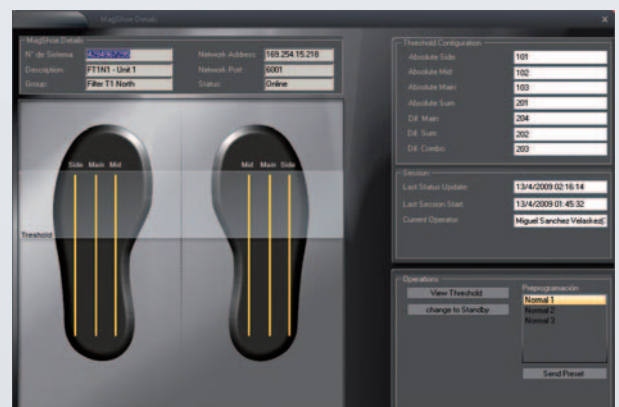 MagShoe Details
X
MagShoe Details
N° de Sistema
Description:
FT1N1 - Unit 1
Group:
Filter T1 North
Network Address:
169.254.15.218
Network Port:
6001
Status:
Online
Side Main Mid
Mid Main Side
Treshold
Threshold Configuration
Absolute Side
101
Absolute Mid
102
Absolute Main
103
Absolute Sum
201
Dif. Main:
204
Dif. Sum:
202
Dif. Combo:
203
Session
Last Status Update:
13/4/2009 02:16:14
Last Session Start:
13/4/2009 01:45:32
Current Operator:
Miguel Sanchez Velaskez
Operations
View Threshold
change to Standby
Preprogramación
Normal 1
Normal 2
Normal 3
Send Preset